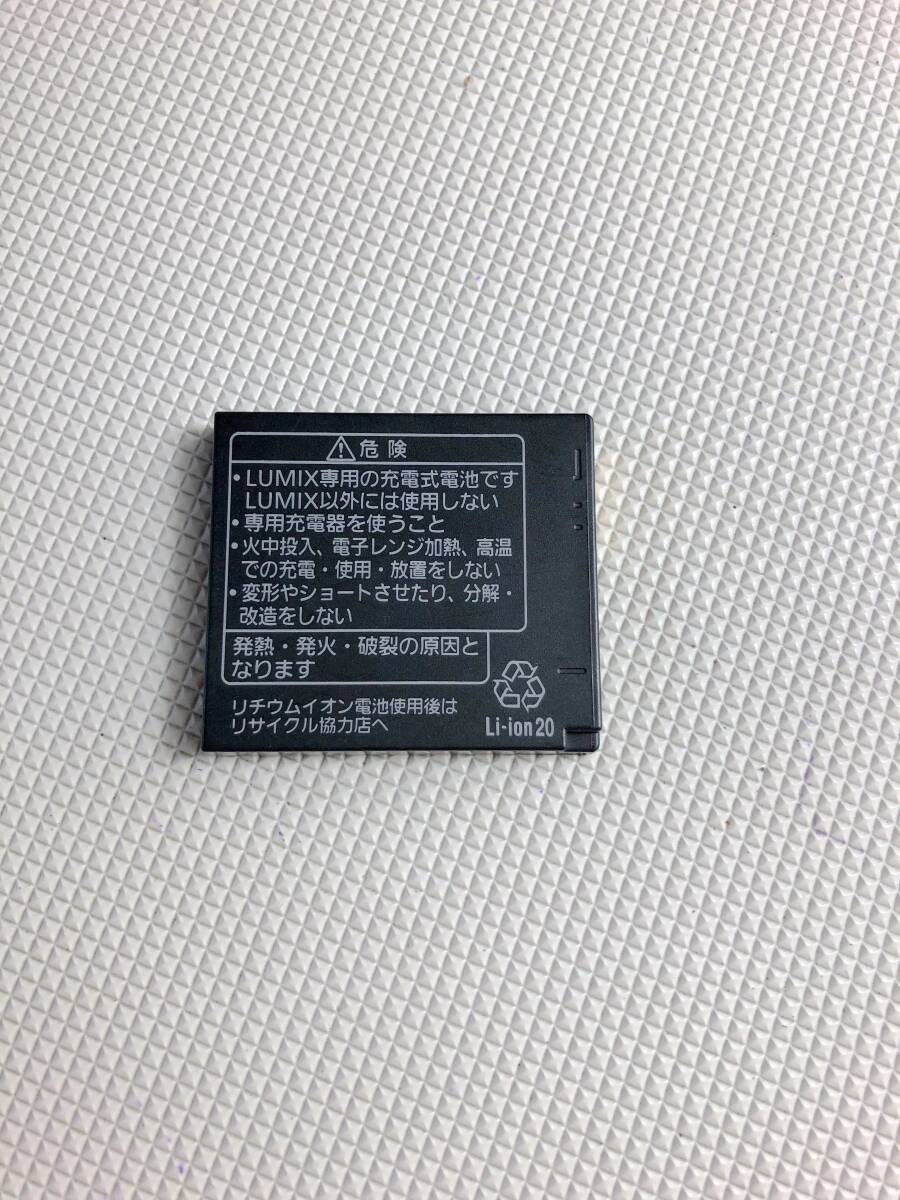 危険
・LUMIX専用の充電式電池です
LUMIX以外には使用しない
・専用充電器を使うこと
・火中投入、電子レンジ加熱、高温
での充電・使用・放置をしない
・変形やショートさせたり、分解・
改造をしない
発熱・発火・破裂の原因と
なります
リチウムイオン電池使用後は
リサイクル協力店へ
Li-ion20